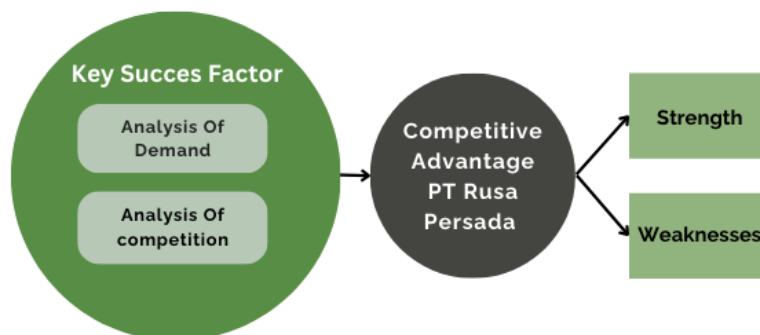 Key Succes Factor
Analysis Of
Demand
Analysis Of
competition
Competitive
Advantage
PT Rusa
Persada
Strength
Weaknesses